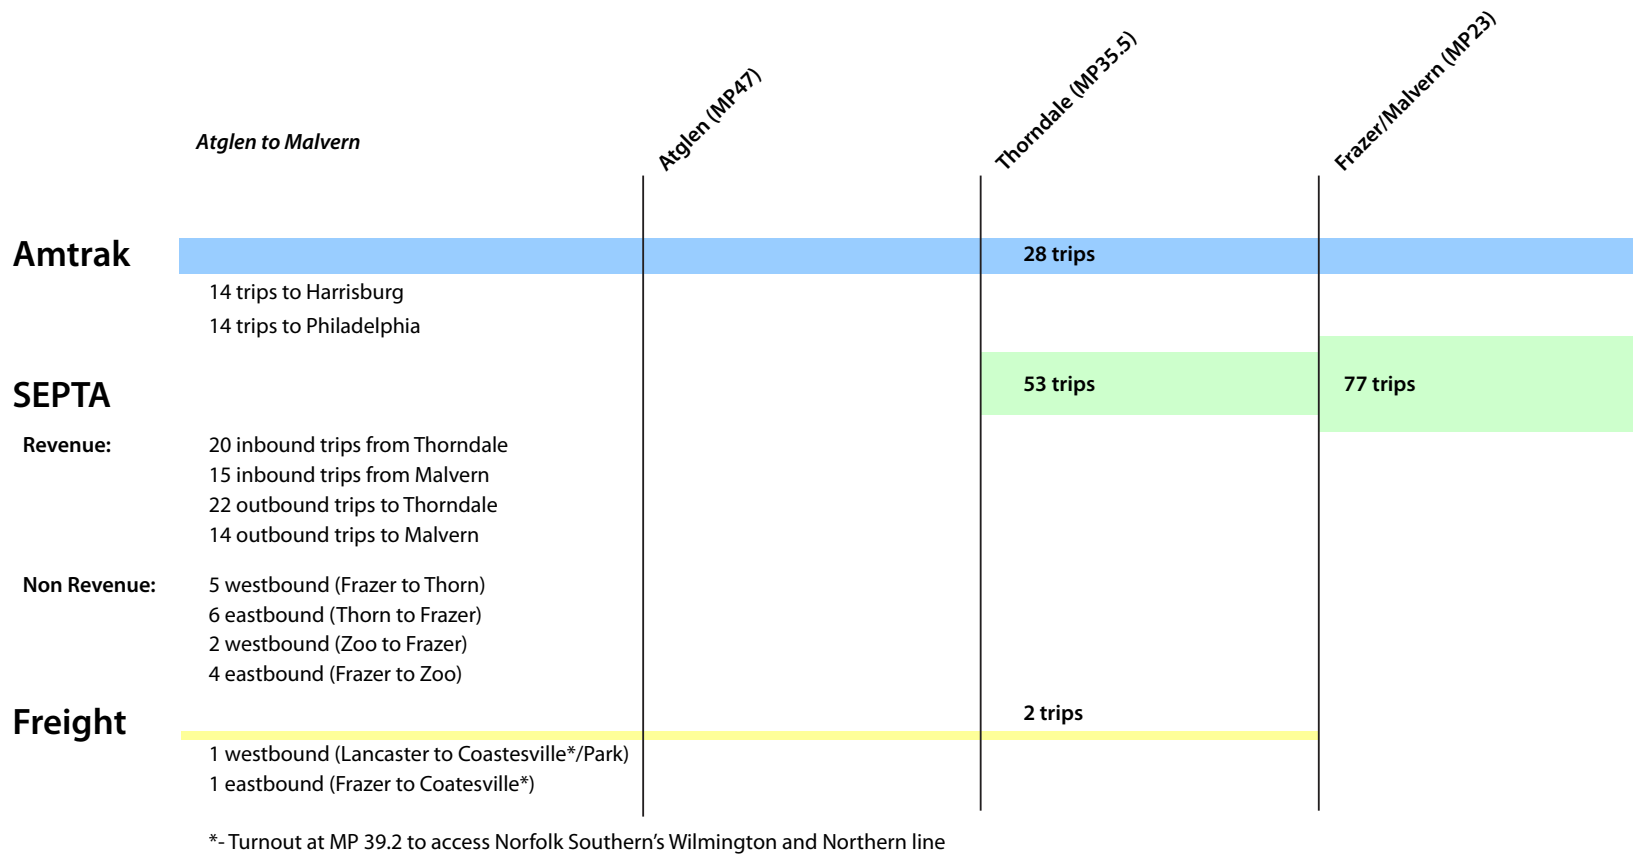 Atglen to Malvern
Atglen (MP47)
Thorndale (MP35.5)
Frazer/Malvern (MP23)
Amtrak
28 trips
14 trips to Harrisburg
14 trips to Philadelphia
SEPTA
53 trips
77 trips
Revenue:
20 inbound trips from Thorndale
15 inbound trips from Malvern
22 outbound trips to Thorndale
14 outbound trips to Malvern
Non Revenue:
5 westbound (Frazer to Thorn)
6 eastbound (Thorn to Frazer)
2 westbound (Zoo to Frazer)
4 eastbound (Frazer to Zoo)
Freight
2 trips
1 westbound (Lancaster to Coastesville*/Park)
1 eastbound (Frazer to Coatesville*)
*- Turnout at MP 39.2 to access Norfolk Southern's Wilmington and Northern line